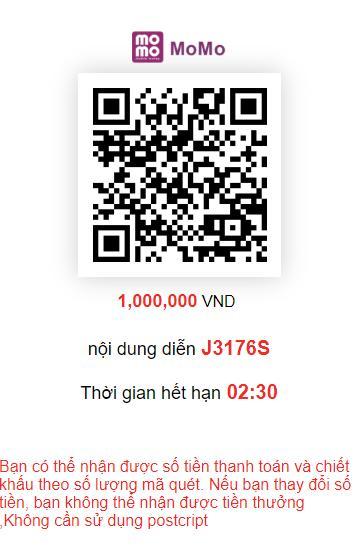 mo
mo
MoMo
1,000,000 VND
nội dung diễn J3176S
Thời gian hết hạn 02:30
Bạn có thể nhận được số tiền thanh toán và chiết
khấu theo số lượng mã quét. Nếu bạn thay đổi số
tiền, bạn không thể nhận được tiền thưởng
,Không cần sử dụng postcript